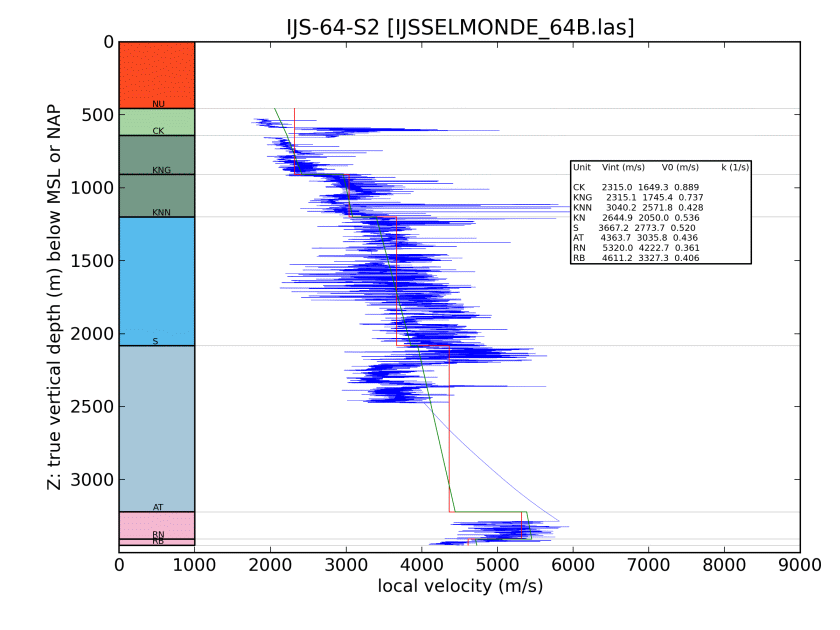 IJS-64-S2 [IJSSELMONDE_64B.las]
Z: true vertical depth (m) below MSL or NAP
0
500
1000
1500
2000
2500
3000
NU
CK
KNG
KNN
S
AT
RN
RB
Unit Vint (m/s) V0 (m/s) k (1/s)
CK 2315.0 1649.3 0.889
KNG 2315.1 1745.4 0.737
KNN 3040.2 2571.8 0.428
KN 2644.9 2050.0 0.536
S 3667.2 2773.7 0.520
AT 4363.7 3035.8 0.436
RN 5320.0 4222.7 0.361
RB 4611.2 3327.3 0.406
0 1000 2000 3000 4000 5000 6000 7000 8000 9000
local velocity (m/s)